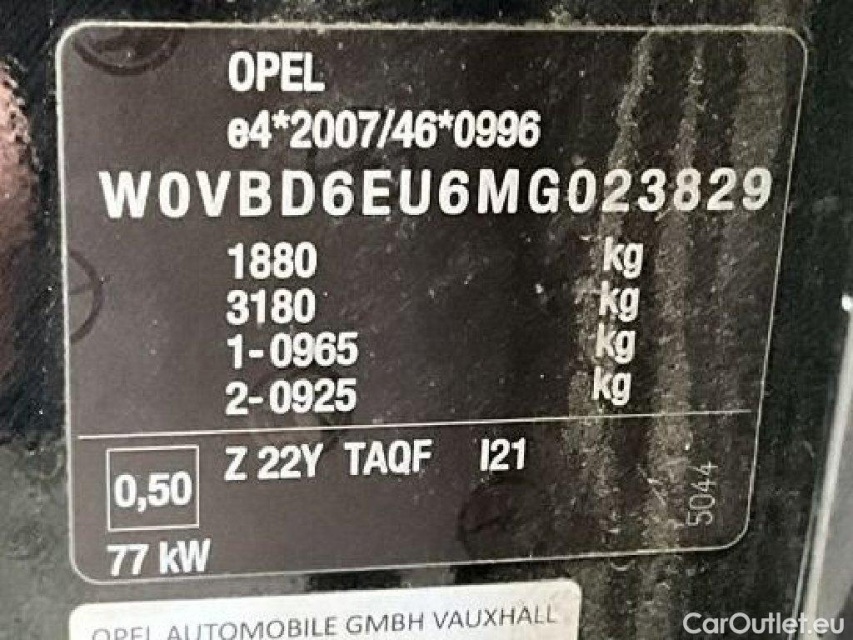 OPEL
e4*2007/46*0996
W0VBD6EU6MG023829
1880 kg
3180 kg
1-0965 kg
2-0925 kg
0,50 Z 22Y TAQF I21
77 kW
5044
OPEL AUTOMOBILE GMBH VAUXHALL
CarOutlet.eu